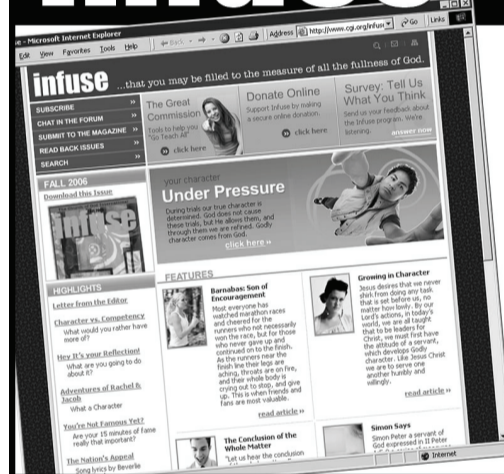 e - Microsoft Internet Explorer
Edit View Favorites Tools Help
Back
Address http://www.cgi.org/infuse
Go Links
infuse ...that you may be filled to the measure of all the fullness of God.
SUBSCRIBE »
CHAT IN THE FORUM »
SUBMIT TO THE MAGAZINE »
READ BACK ISSUES »
SEARCH »
The Great
Commission
Tools to help you
"Go Teach All"
» click here
Donate Online
Support Infuse by making
a secure online donation.
» click here
Survey: Tell Us
What You Think
Send us your feedback about
the Infuse program. We're
listening. answer now
FALL 2006
Download this Issue
infuse
your character
Under Pressure
During trials our true character is
determined. God does not cause
these trials, but He allows them, and
through them we are refined. Godly
character comes from God.
click here »
HIGHLIGHTS
Letter from the Editor
Character vs. Competency
What would you rather have
more of?
Hey It's your Reflection!
What are you going to do
about it?
Adventures of Rachel &
Jacob
What a Character
You're Not Famous Yet?
Are your 15 minutes of fame
really that important?
The Nation's Appeal
Song lyrics by Beverlie
FEATURES
Barnabas: Son of
Encouragement
Most everyone has
watched marathon races
and cheered for the
runners who not necessarily
won the race, but for those
who never gave up and
continued on to the finish.
As the runners near the
finish line their legs are
aching, throats are on fire,
and their whole body is
crying out to stop, and give
up. This is when friends and
fans are most valuable.
read article »
Growing in Character
Jesus desires that we never
shirk from doing any task
that is set before us, no
matter how lowly. By our
Lord's actions, in today's
world, we are all taught
that to be leaders for
Christ, we must first have
the attitude of a servant,
which develops Godly
character. Like Jesus Christ
we are to serve one
another humbly and
willingly.
read article »
The Conclusion of the
Whole Matter
"Let us hear the conclusion
Simon Says
Simon Peter a servant of
God expressed in II Peter
Internet